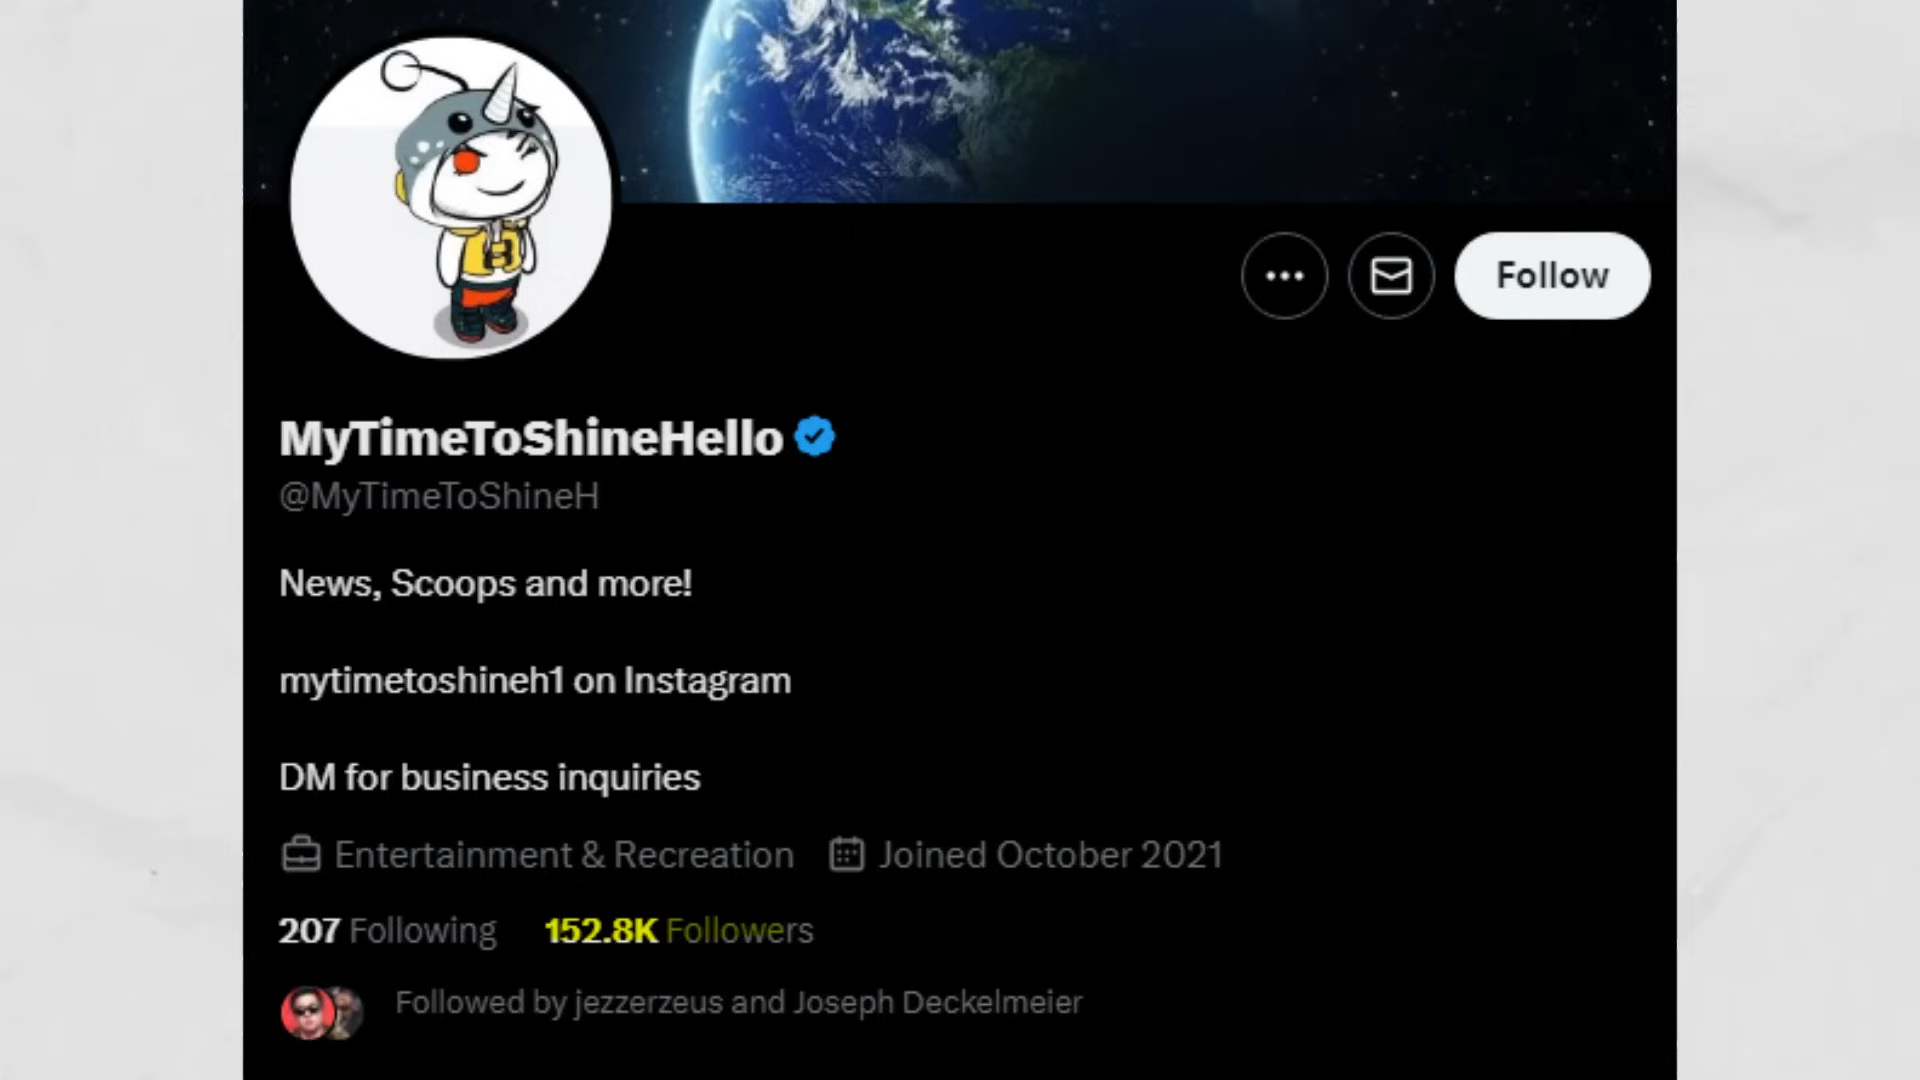 Follow
MyTimeToShineHello
@MyTimeToShineH
News, Scoops and more!
mytimetoshineh1 on Instagram
DM for business inquiries
Entertainment & Recreation Joined October 2021
207 Following 152.8K Followers
Followed by jezzerzeus and Joseph Deckelmeier